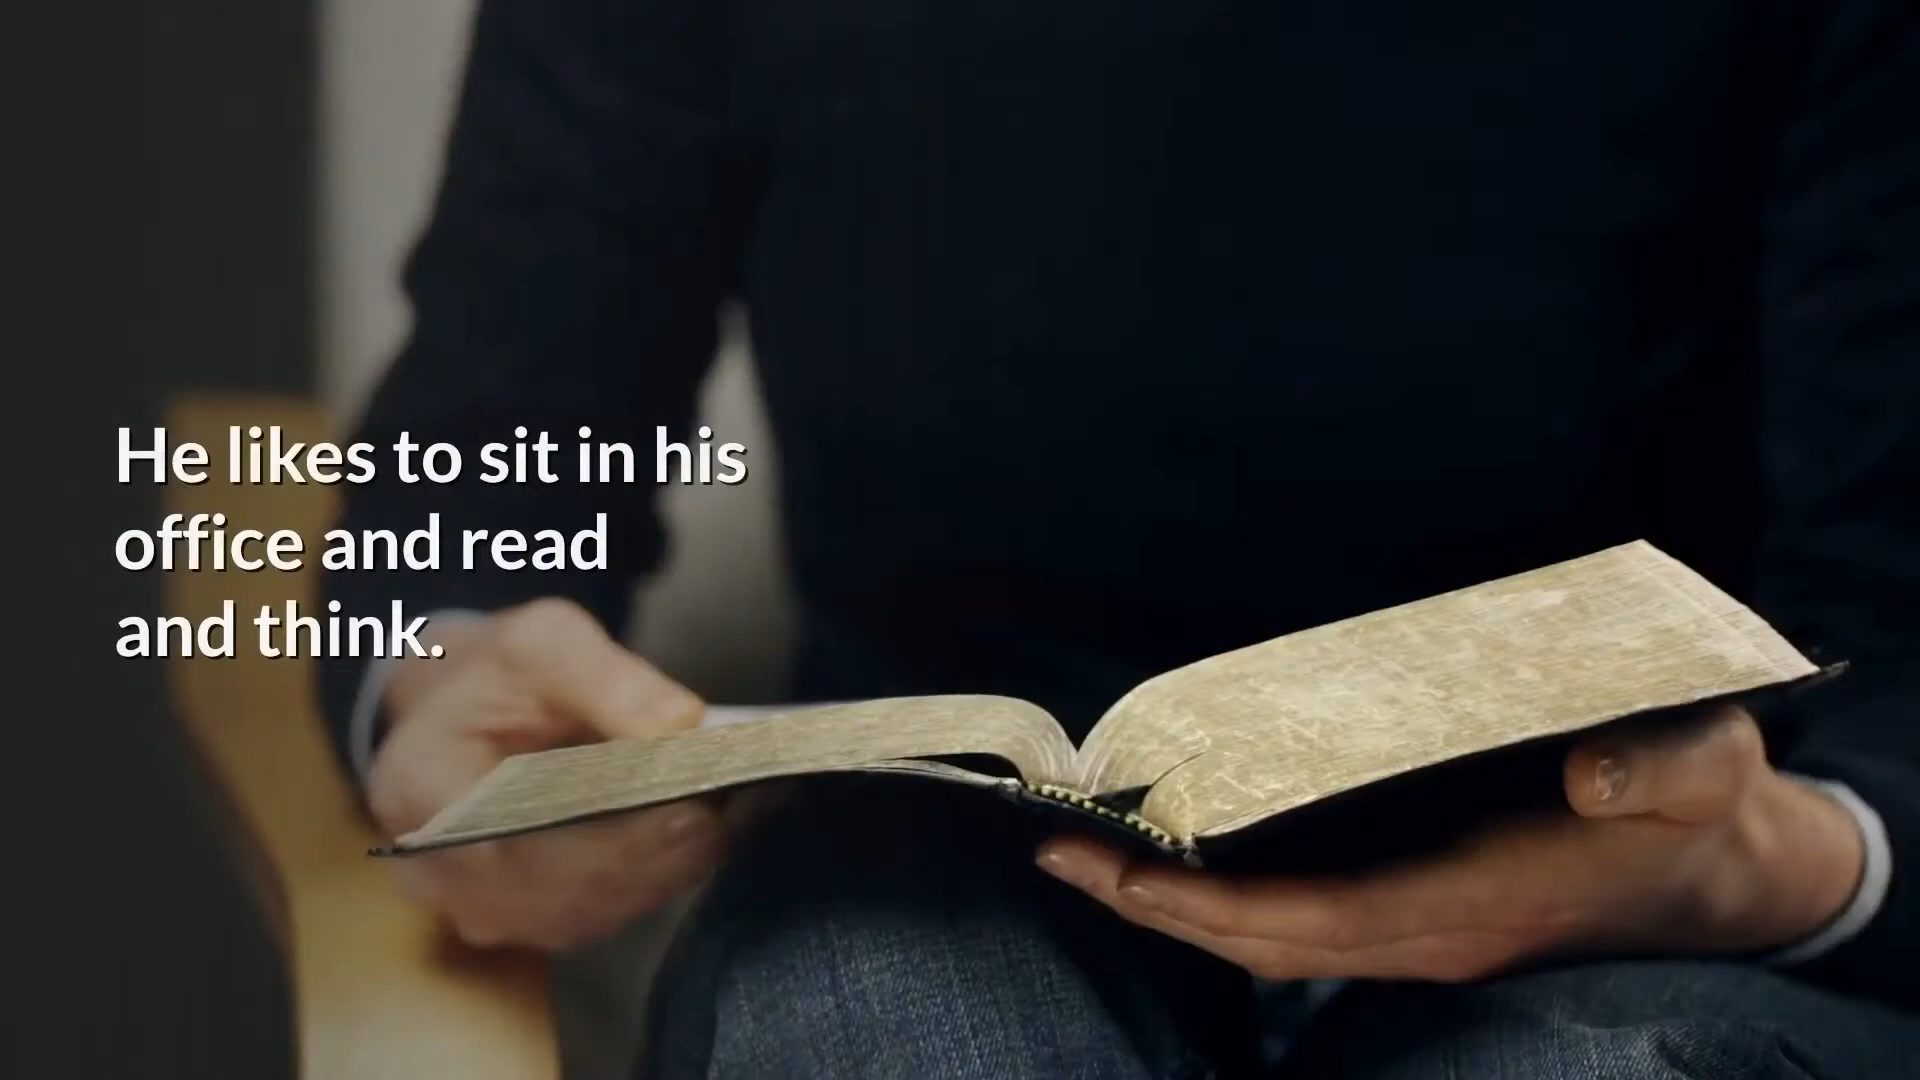 He likes to sit in his
office and read
and think.